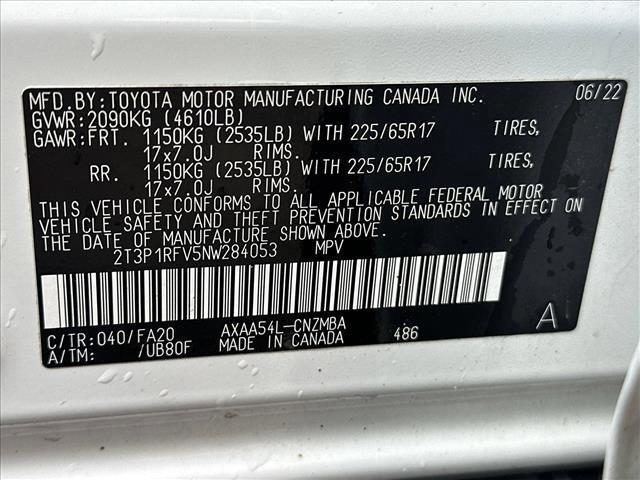 MFD.BY:TOYOTA MOTOR MANUFACTURING CANADA INC. 06/22
GVWR:2090KG (4610LB)
GAWR:FRT. 1150KG (2535LB) WITH 225/65R17 TIRES,
17x7.0J RIMS.
RR. 1150KG (2535LB) WITH 225/65R17 TIRES,
17x7.0J RIMS.
THIS VEHICLE CONFORMS TO ALL APPLICABLE FEDERAL MOTOR
VEHICLE SAFETY AND THEFT PREVENTION STANDARDS IN EFFECT ON
THE DATE OF MANUFACTURE SHOWN ABOVE.
2T3P1RFV5NW284053 MPV
A
C/TR:040/FA20 AXAA54L-CNZMBA
A/TM: /UB80F MADE IN CANADA 486